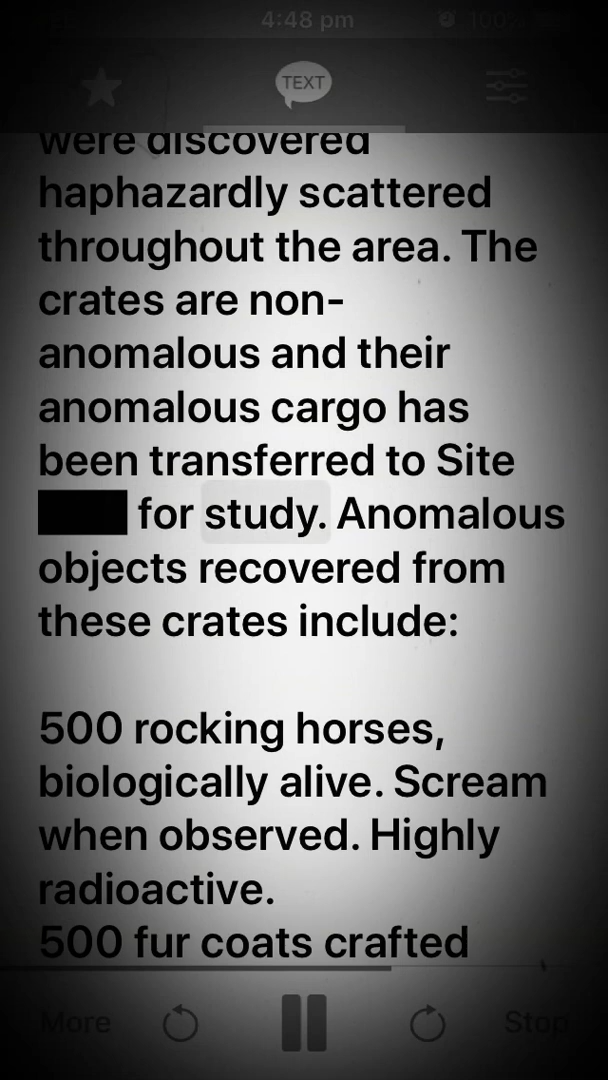 4:48 pm
100%
TEXT
were discovered
haphazardly scattered
throughout the area. The
crates are non-
anomalous and their
anomalous cargo has
been transferred to Site
for study. Anomalous
objects recovered from
these crates include:
500 rocking horses,
biologically alive. Scream
when observed. Highly
radioactive.
500 fur coats crafted
More
Stop